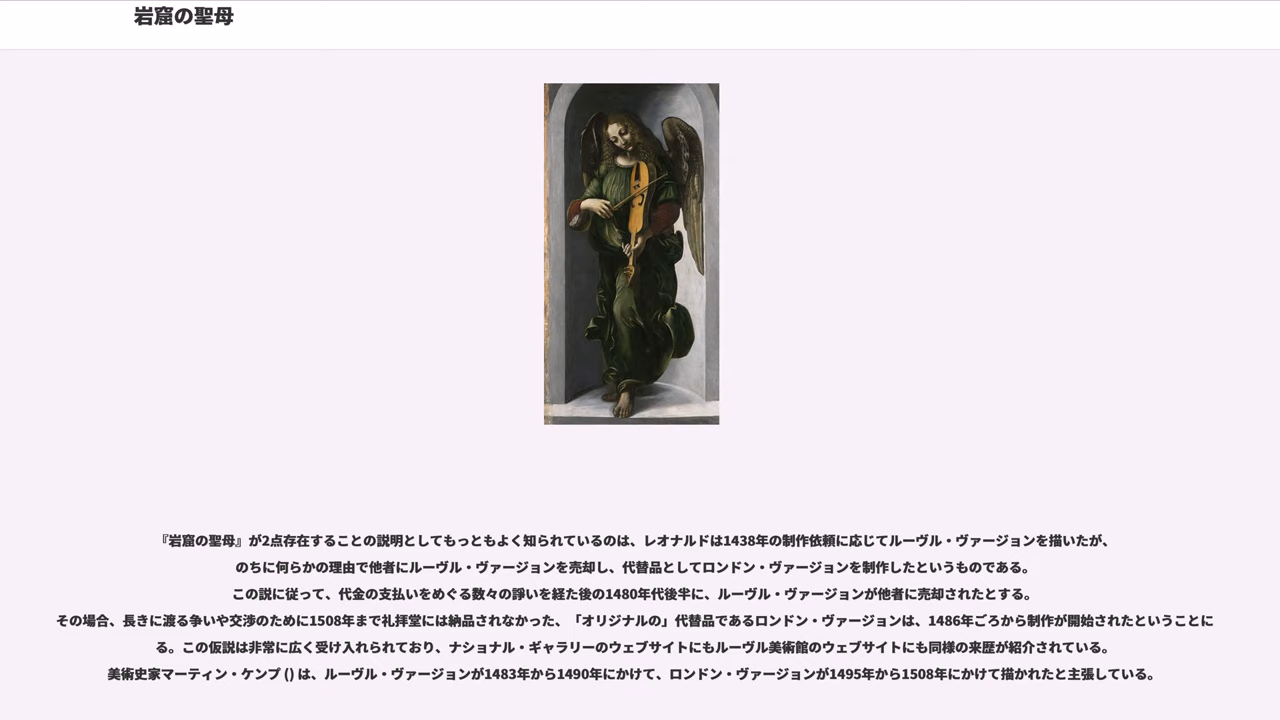 岩窟の聖母
『岩窟の聖母』が2点存在することの説明としてもっともよく知られているのは、レオナルドは1438年の制作依頼に応じてルーヴル・ヴァージョンを描いたが、
のちに何らかの理由で他者にルーヴル・ヴァージョンを売却し、代替品としてロンドン・ヴァージョンを制作したというものである。
この説に従って、代金の支払いをめぐる数々の諍いを経た後の1480年代後半に、ルーヴル・ヴァージョンが他者に売却されたとする。
その場合、長きに渡る争いや交渉のために1508年まで礼拝堂には納品されなかった、「オリジナルの」代替品であるロンドン・ヴァージョンは、1486年ごろから制作が開始されたということに
る。この仮説は非常に広く受け入れられており、ナショナル・ギャラリーのウェブサイトにもルーヴル美術館のウェブサイトにも同様の来歴が紹介されている。
美術史家マーティン・ケンプ () は、ルーヴル・ヴァージョンが1483年から1490年にかけて、ロンドン・ヴァージョンが1495年から1508年にかけて描かれたと主張している。